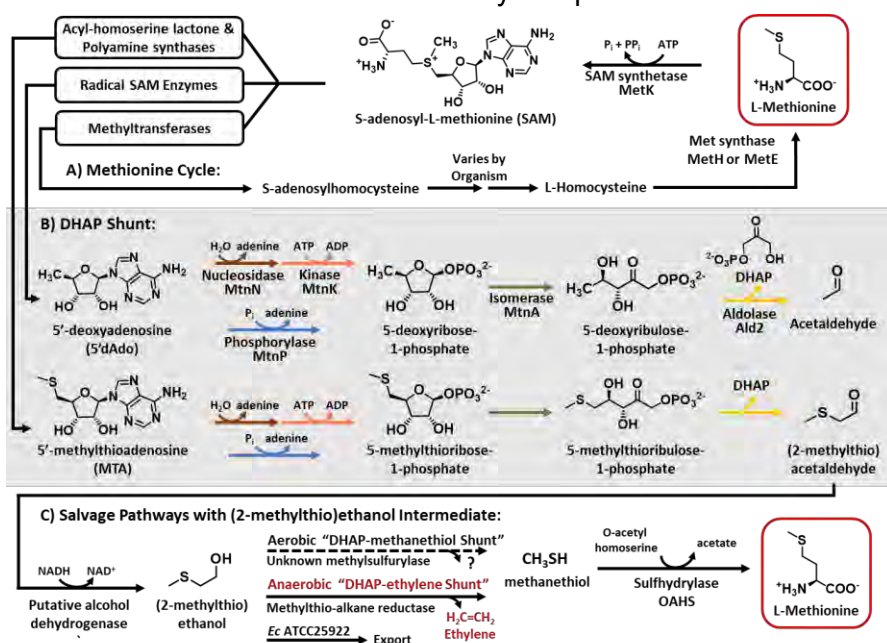 Acyl-homoserine lactone &
Polyamine synthases
Radical SAM Enzymes
Methyltransferases
S-adenosyl-L-methionine (SAM)
Pi + PPi ATP
SAM synthetase
MetK
L-Methionine
Met synthase
MetH or MetE
A) Methionine Cycle:
S-adenosylhomocysteine
Varies by
Organism
L-Homocysteine
B) DHAP Shunt:
H₂O adenine ATP ADP
Nucleosidase Kinase
MtnN MtnK
Pi adenine
Phosphorylase
MtnP
5'-deoxyadenosine
(5'dAdo)
5-deoxyribose-
1-phosphate
Isomerase
MtnA
5-deoxyribulose-
1-phosphate
DHAP
Aldolase
Ald2
Acetaldehyde
H₂O adenine ATP ADP
Pi adenine
5'-methylthioadenosine
(MTA)
5-methylthioribose-
1-phosphate
5-methylthioribulose-
1-phosphate
DHAP
(2-methylthio)
acetaldehyde
C) Salvage Pathways with (2-methylthio)ethanol Intermediate:
NADH NAD⁺
Putative alcohol
dehydrogenase
(2-methylthio)
ethanol
Aerobic “DHAP-methanethiol Shunt”
Unknown methylsulfurylase ?
Anaerobic “DHAP-ethylene Shunt”
Methylthio-alkane reductase
H₂C=CH₂
Ethylene
Ec ATCC25922
Export
CH₃SH
methanethiol
O-acetyl
homoserine
acetate
Sulfhydrylase
OAHS
L-Methionine